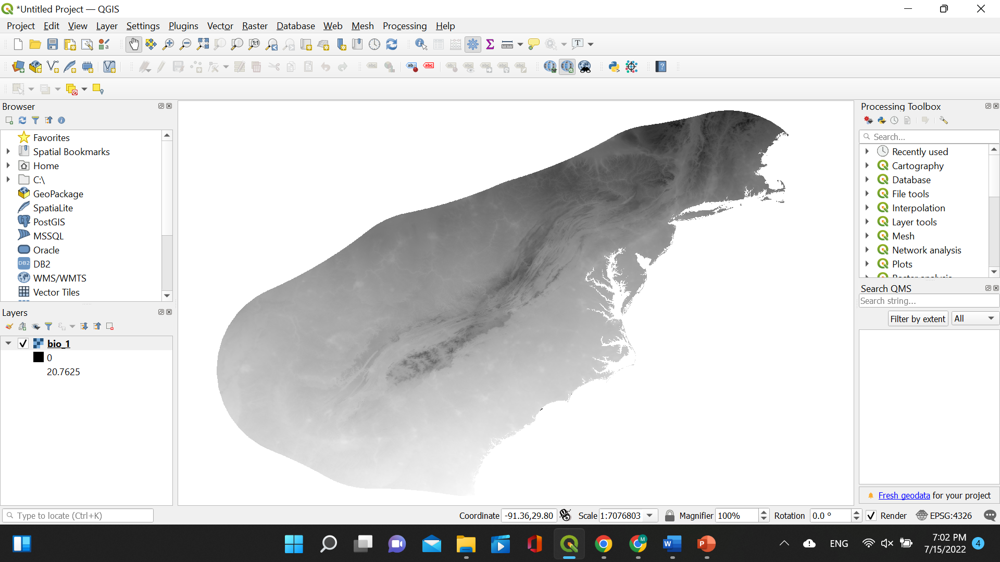 *Untitled Project — QGIS
Project Edit View Layer Settings Plugins Vector Raster Database Web Mesh Processing Help
Browser
Favorites
Spatial Bookmarks
Home
C:\
GeoPackage
SpatiaLite
PostGIS
MSSQL
Oracle
DB2
WMS/WMTS
Vector Tiles
Layers
bio_1
0
20.7625
Processing Toolbox
Search...
Recently used
Cartography
Database
File tools
Interpolation
Layer tools
Mesh
Network analysis
Plots
Raster analysis
Search QMS
Search string...
Filter by extent All
Fresh geodata for your project
Type to locate (Ctrl+K) Coordinate -91.36,29.80 Scale 1:7076803 Magnifier 100% Rotation 0.0 ° Render EPSG:4326
ENG 7:02 PM 4
7/15/2022